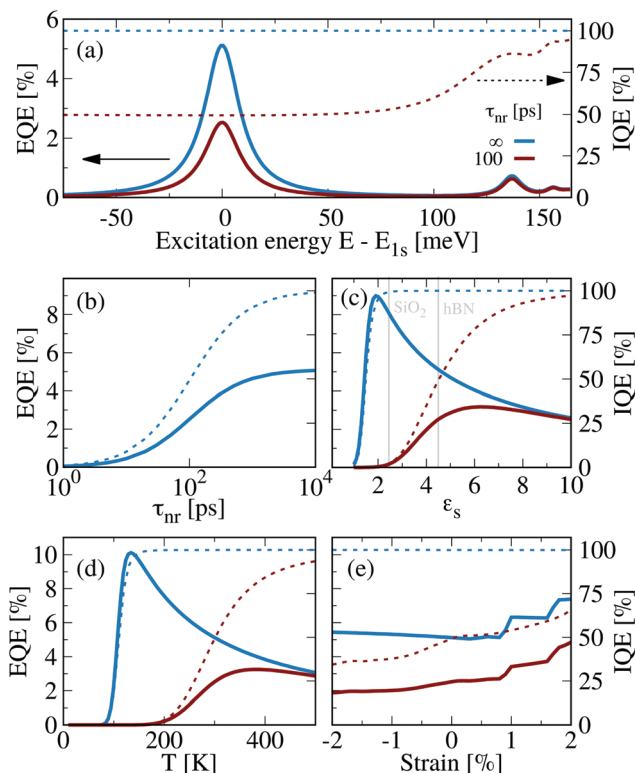 (a)
6
4
2
0
EQE [%]
100
75
50
25
0
IQE [%]
τnr [ps]
∞
100
-50 0 50 100 150
Excitation energy E - E1s [meV]
(b)
8
6
4
2
0
EQE [%]
10^0 10^2 10^4
τnr [ps]
(c)
SiO2 hBN
100
75
50
25
0
IQE [%]
2 4 6 8 10
εs
(d)
10
8
6
4
2
0
EQE [%]
0 200 400
T [K]
(e)
100
75
50
25
0
IQE [%]
-2 -1 0 1 2
Strain [%]